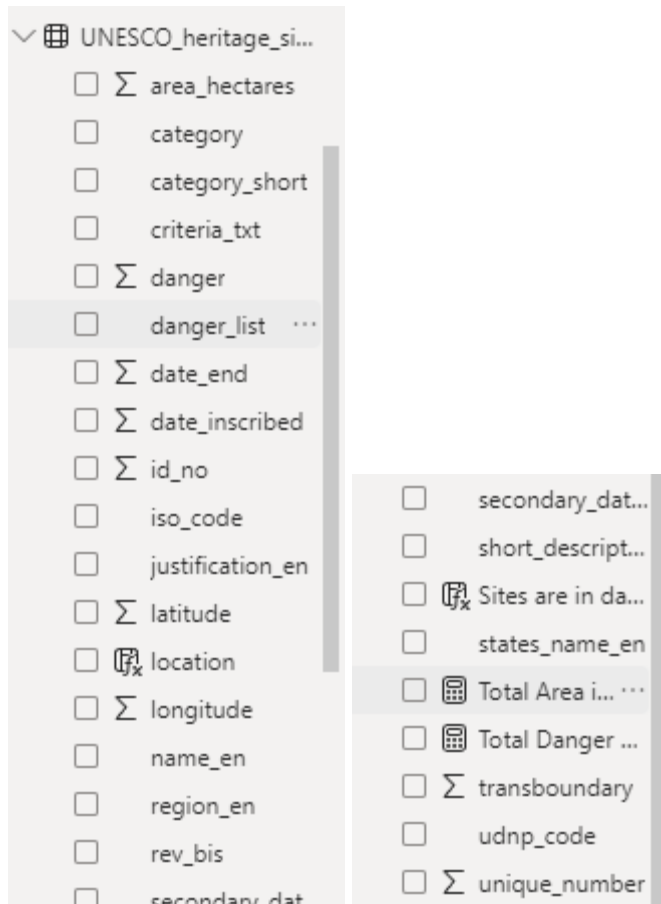 UNESCO_heritage_si...
Σ area_hectares
category
category_short
criteria_txt
Σ danger
danger_list ...
Σ date_end
Σ date_inscribed
Σ id_no
iso_code
justification_en
Σ latitude
location
Σ longitude
name_en
region_en
rev_bis
secondary_dat
secondary_dat...
short_descript...
Sites are in da...
states_name_en
Total Area i... ...
Total Danger ...
Σ transboundary
udnp_code
Σ unique_number